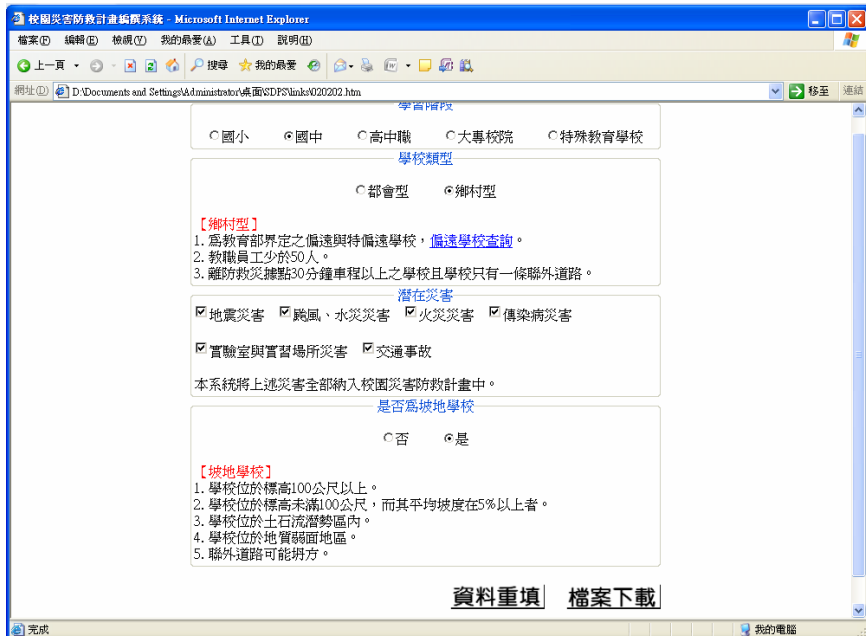 校園災害防救計畫編撰系統 - Microsoft Internet Explorer
檔案(F) 編輯(E) 檢視(V) 我的最愛(A) 工具(T) 說明(H)
上一頁 搜尋 我的最愛
網址(D) D:\Documents and Settings\Administrator\桌面\SDPS\links\020202.htm 移至 連結
學習階段
國小 國中 高中職 大專校院 特殊教育學校
學校類型
都會型 鄉村型
【鄉村型】
1. 為教育部界定之偏遠與特偏遠學校，偏遠學校查詢。
2. 教職員工少於50人。
3. 離防救災據點30分鐘車程以上之學校且學校只有一條聯外道路。
潛在災害
地震災害 颱風、水災災害 火災災害 傳染病災害
實驗室與實習場所災害 交通事故
本系統將上述災害全部納入校園災害防救計畫中。
是否為坡地學校
否 是
【坡地學校】
1. 學校位於標高100公尺以上。
2. 學校位於標高未滿100公尺，而其平均坡度在5%以上者。
3. 學校位於土石流潛勢區內。
4. 學校位於地質弱面地區。
5. 聯外道路可能坍方。
資料重填 檔案下載
完成 我的電腦